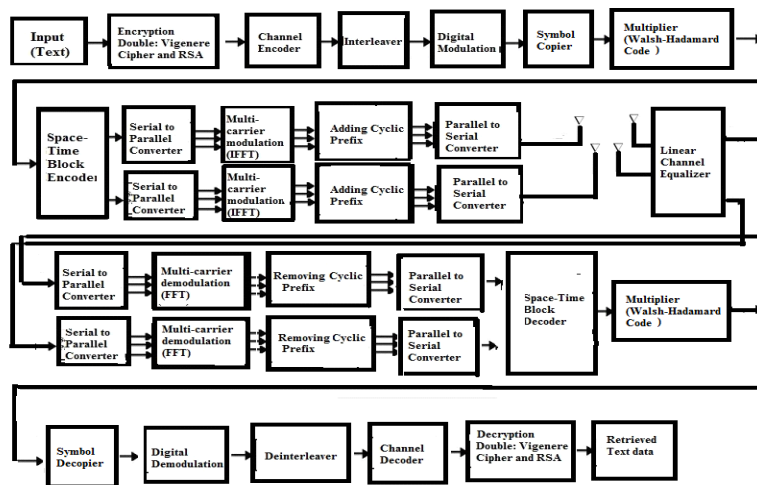 Input
(Text)
Encryption
Double: Vigenere
Cipher and RSA
Channel
Encoder
Interleaver
Digital
Modulation
Symbol
Copier
Multiplier
(Walsh-Hadamard
Code )
Space-
Time
Block
Encoder
Serial to
Parallel
Converter
Multi-
carrier
modulation
(IFFT)
Adding Cyclic
Prefix
Parallel to
Serial
Converter
Serial to
Parallel
Converter
Multi-
carrier
modulation
(IFFT)
Adding Cyclic
Prefix
Parallel to
Serial
Converter
Linear
Channel
Equalizer
Serial to
Parallel
Converter
Multi-carrier
demodulation
(FFT)
Removing Cyclic
Prefix
Parallel to
Serial
Converter
Serial to
Parallel
Converter
Multi-carrier
demodulation
(FFT)
Removing Cyclic
Prefix
Parallel to
Serial
Converter
Space-Time
Block
Decoder
Multiplier
(Walsh-Hadamard
Code )
Symbol
Decopier
Digital
Demodulation
Deinterleaver
Channel
Decoder
Decryption
Double: Vigenere
Cipher and RSA
Retrieved
Text data